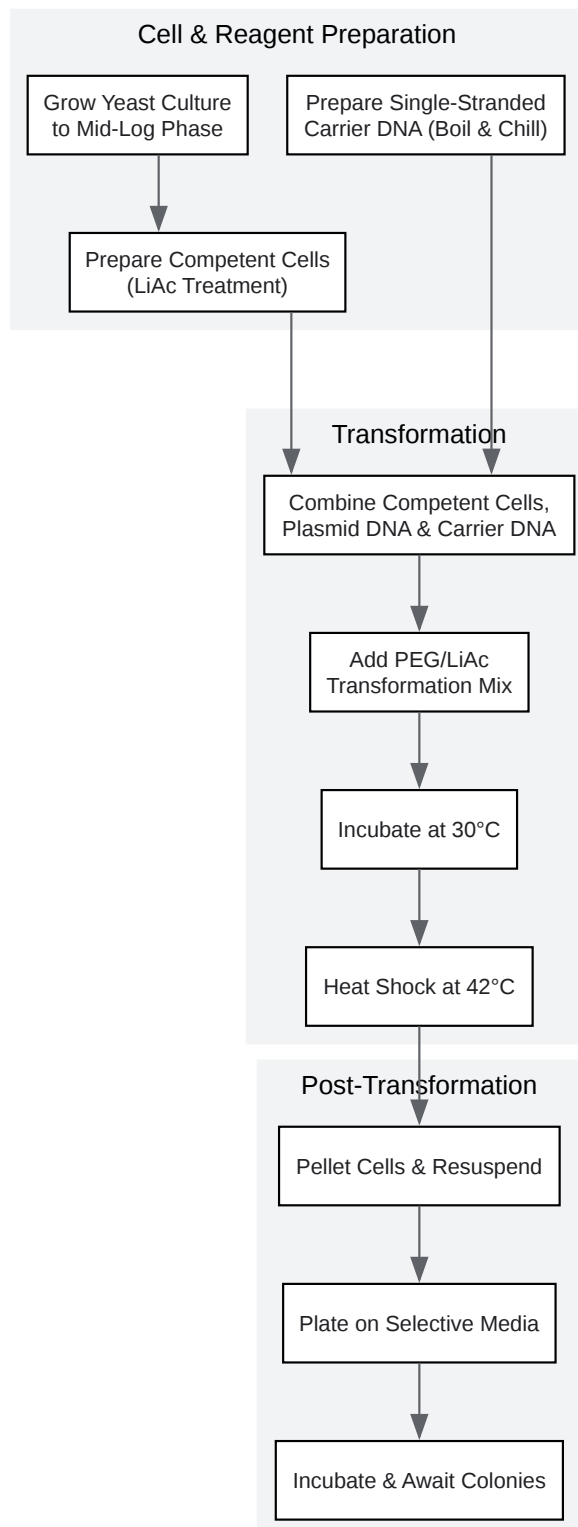 Cell & Reagent Preparation
Grow Yeast Culture
to Mid-Log Phase
Prepare Single-Stranded
Carrier DNA (Boil & Chill)
Prepare Competent Cells
(LiAc Treatment)
Transformation
Combine Competent Cells,
Plasmid DNA & Carrier DNA
Add PEG/LiAc
Transformation Mix
Incubate at 30°C
Heat Shock at 42°C
Post-Transformation
Pellet Cells & Resuspend
Plate on Selective Media
Incubate & Await Colonies